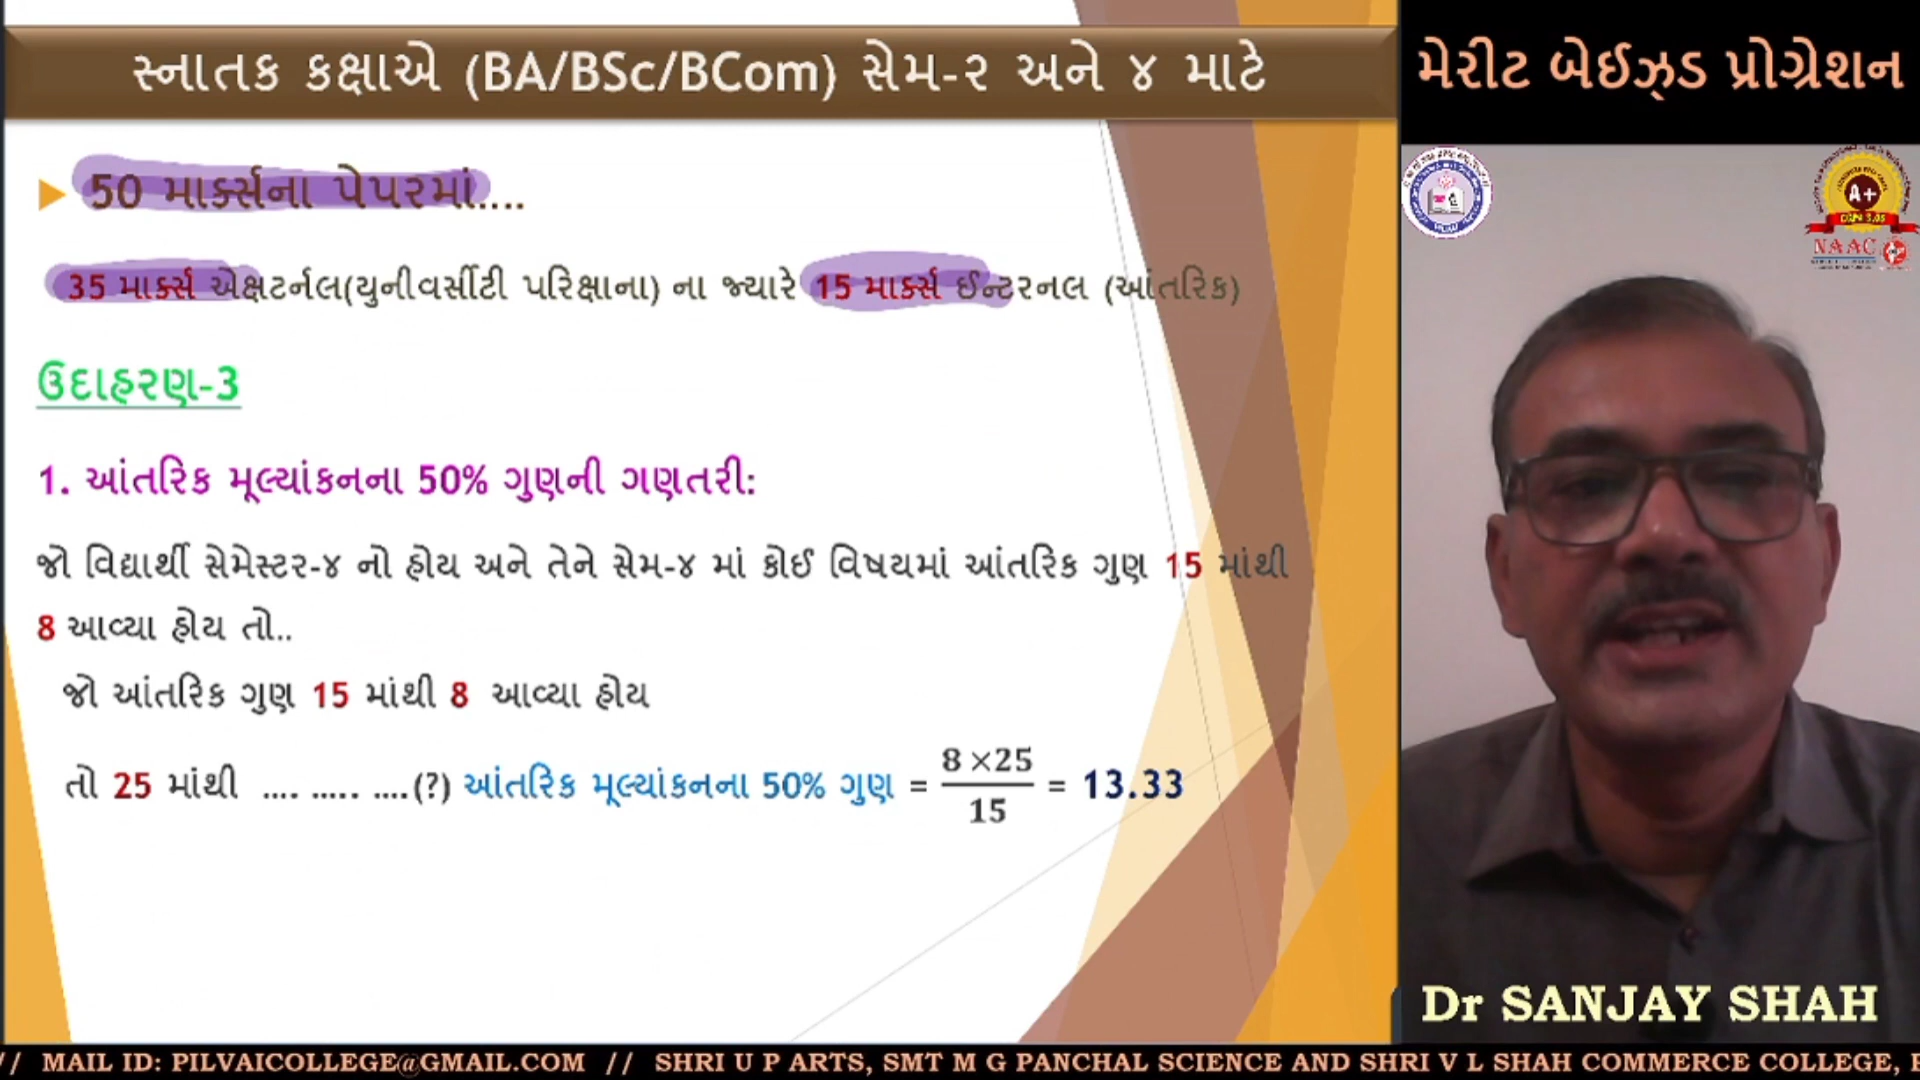 સ્નાતક કક્ષાએ (BA/BSc/BCom) સેમ-૨ અને ૪ માટે
મેરીટ બેઈઝ્ડ પ્રોગ્રેશન
50 માર્ક્સના પેપરમાં....
A+
NAAC
35 માર્ક્સ એક્ષટર્નલ(યુનીવર્સીટી પરિક્ષાના) ના જ્યારે 15 માર્ક્સ ઈન્ટરનલ (આંતરિક)
ઉદાહરણ-3
1. આંતરિક મૂલ્યાંકનના 50% ગુણની ગણતરી:
જો વિદ્યાર્થી સેમેસ્ટર-૪ નો હોય અને તેને સેમ-૪ માં કોઈ વિષયમાં આંતરિક ગુણ 15 માંથી
8 આવ્યા હોય તો..
જો આંતરિક ગુણ 15 માંથી 8 આવ્યા હોય
તો 25 માંથી .... ..... ....(?) આંતરિક મૂલ્યાંકનના 50% ગુણ = 8 ×25 / 15 = 13.33
Dr SANJAY SHAH
// MAIL ID: PILVAICOLLEGE@GMAIL.COM // SHRI U P ARTS, SMT M G PANCHAL SCIENCE AND SHRI V L SHAH COMMERCE COLLEGE,